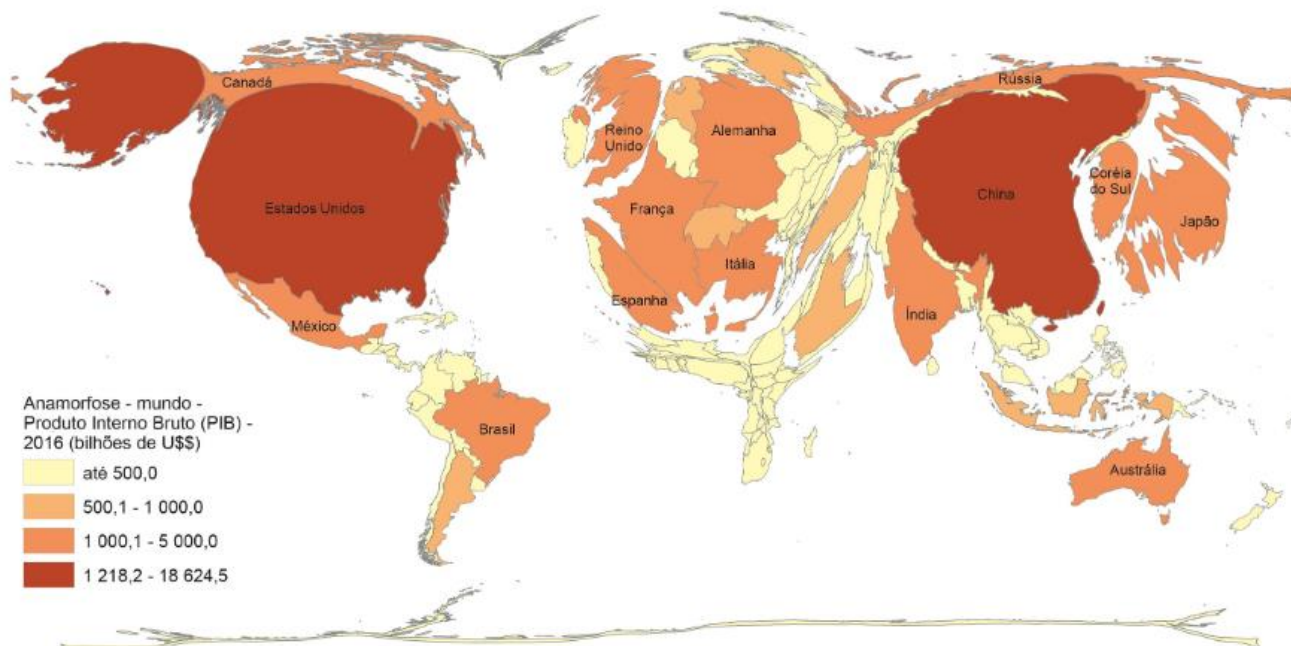 Canadá
Rússia
Reino
Unido
Alemanha
Coréia
do Sul
Estados Unidos
França
China
Japão
Itália
Espanha
Índia
México
Brasil
Austrália
Anamorfose - mundo -
Produto Interno Bruto (PIB) -
2016 (bilhões de U$$)
até 500,0
500,1 - 1 000,0
1 000,1 - 5 000,0
1 218,2 - 18 624,5